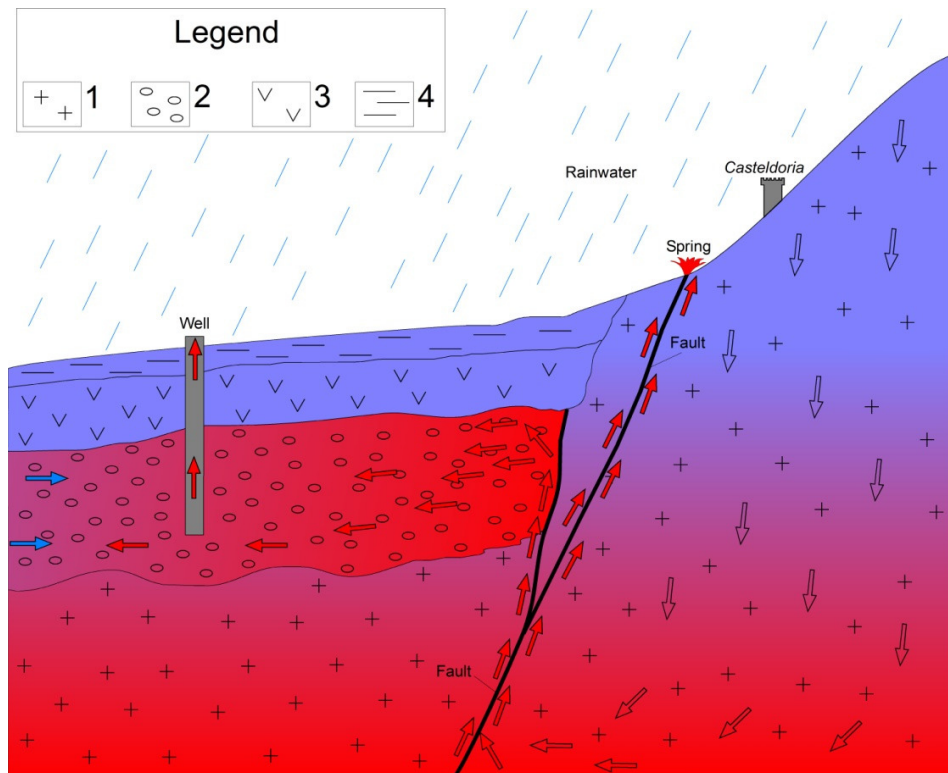 Legend
1 2 3 4
Rainwater
Casteldoria
Spring
Well
Fault
Fault